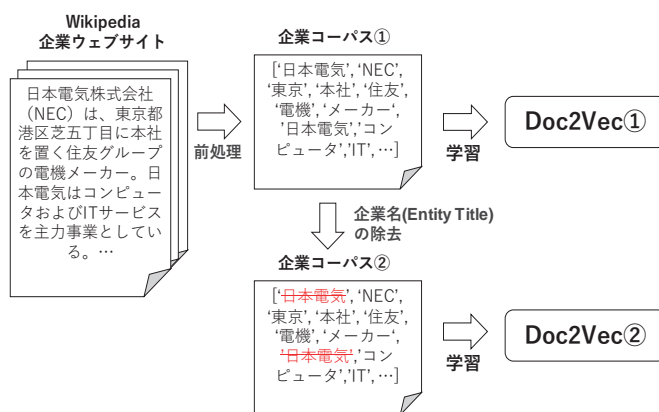 Wikipedia
企業ウェブサイト
日本電気株式会社
（NEC）は、東京都
港区芝五丁目に本社
を置く住友グループ
の電機メーカー。日
本電気はコンピュー
タおよびITサービス
を主力事業としてい
る。…
前処理
企業コーパス①
['日本電気', 'NEC',
'東京', '本社', '住友',
'電機', 'メーカー',
'日本電気','コン
ピュータ','IT', …]
学習
Doc2Vec①
企業名(Entity Title)
の除去
企業コーパス②
['日本電気', 'NEC',
'東京', '本社', '住友',
'電機', 'メーカー',
'日本電気','コン
ピュータ','IT', …]
学習
Doc2Vec②